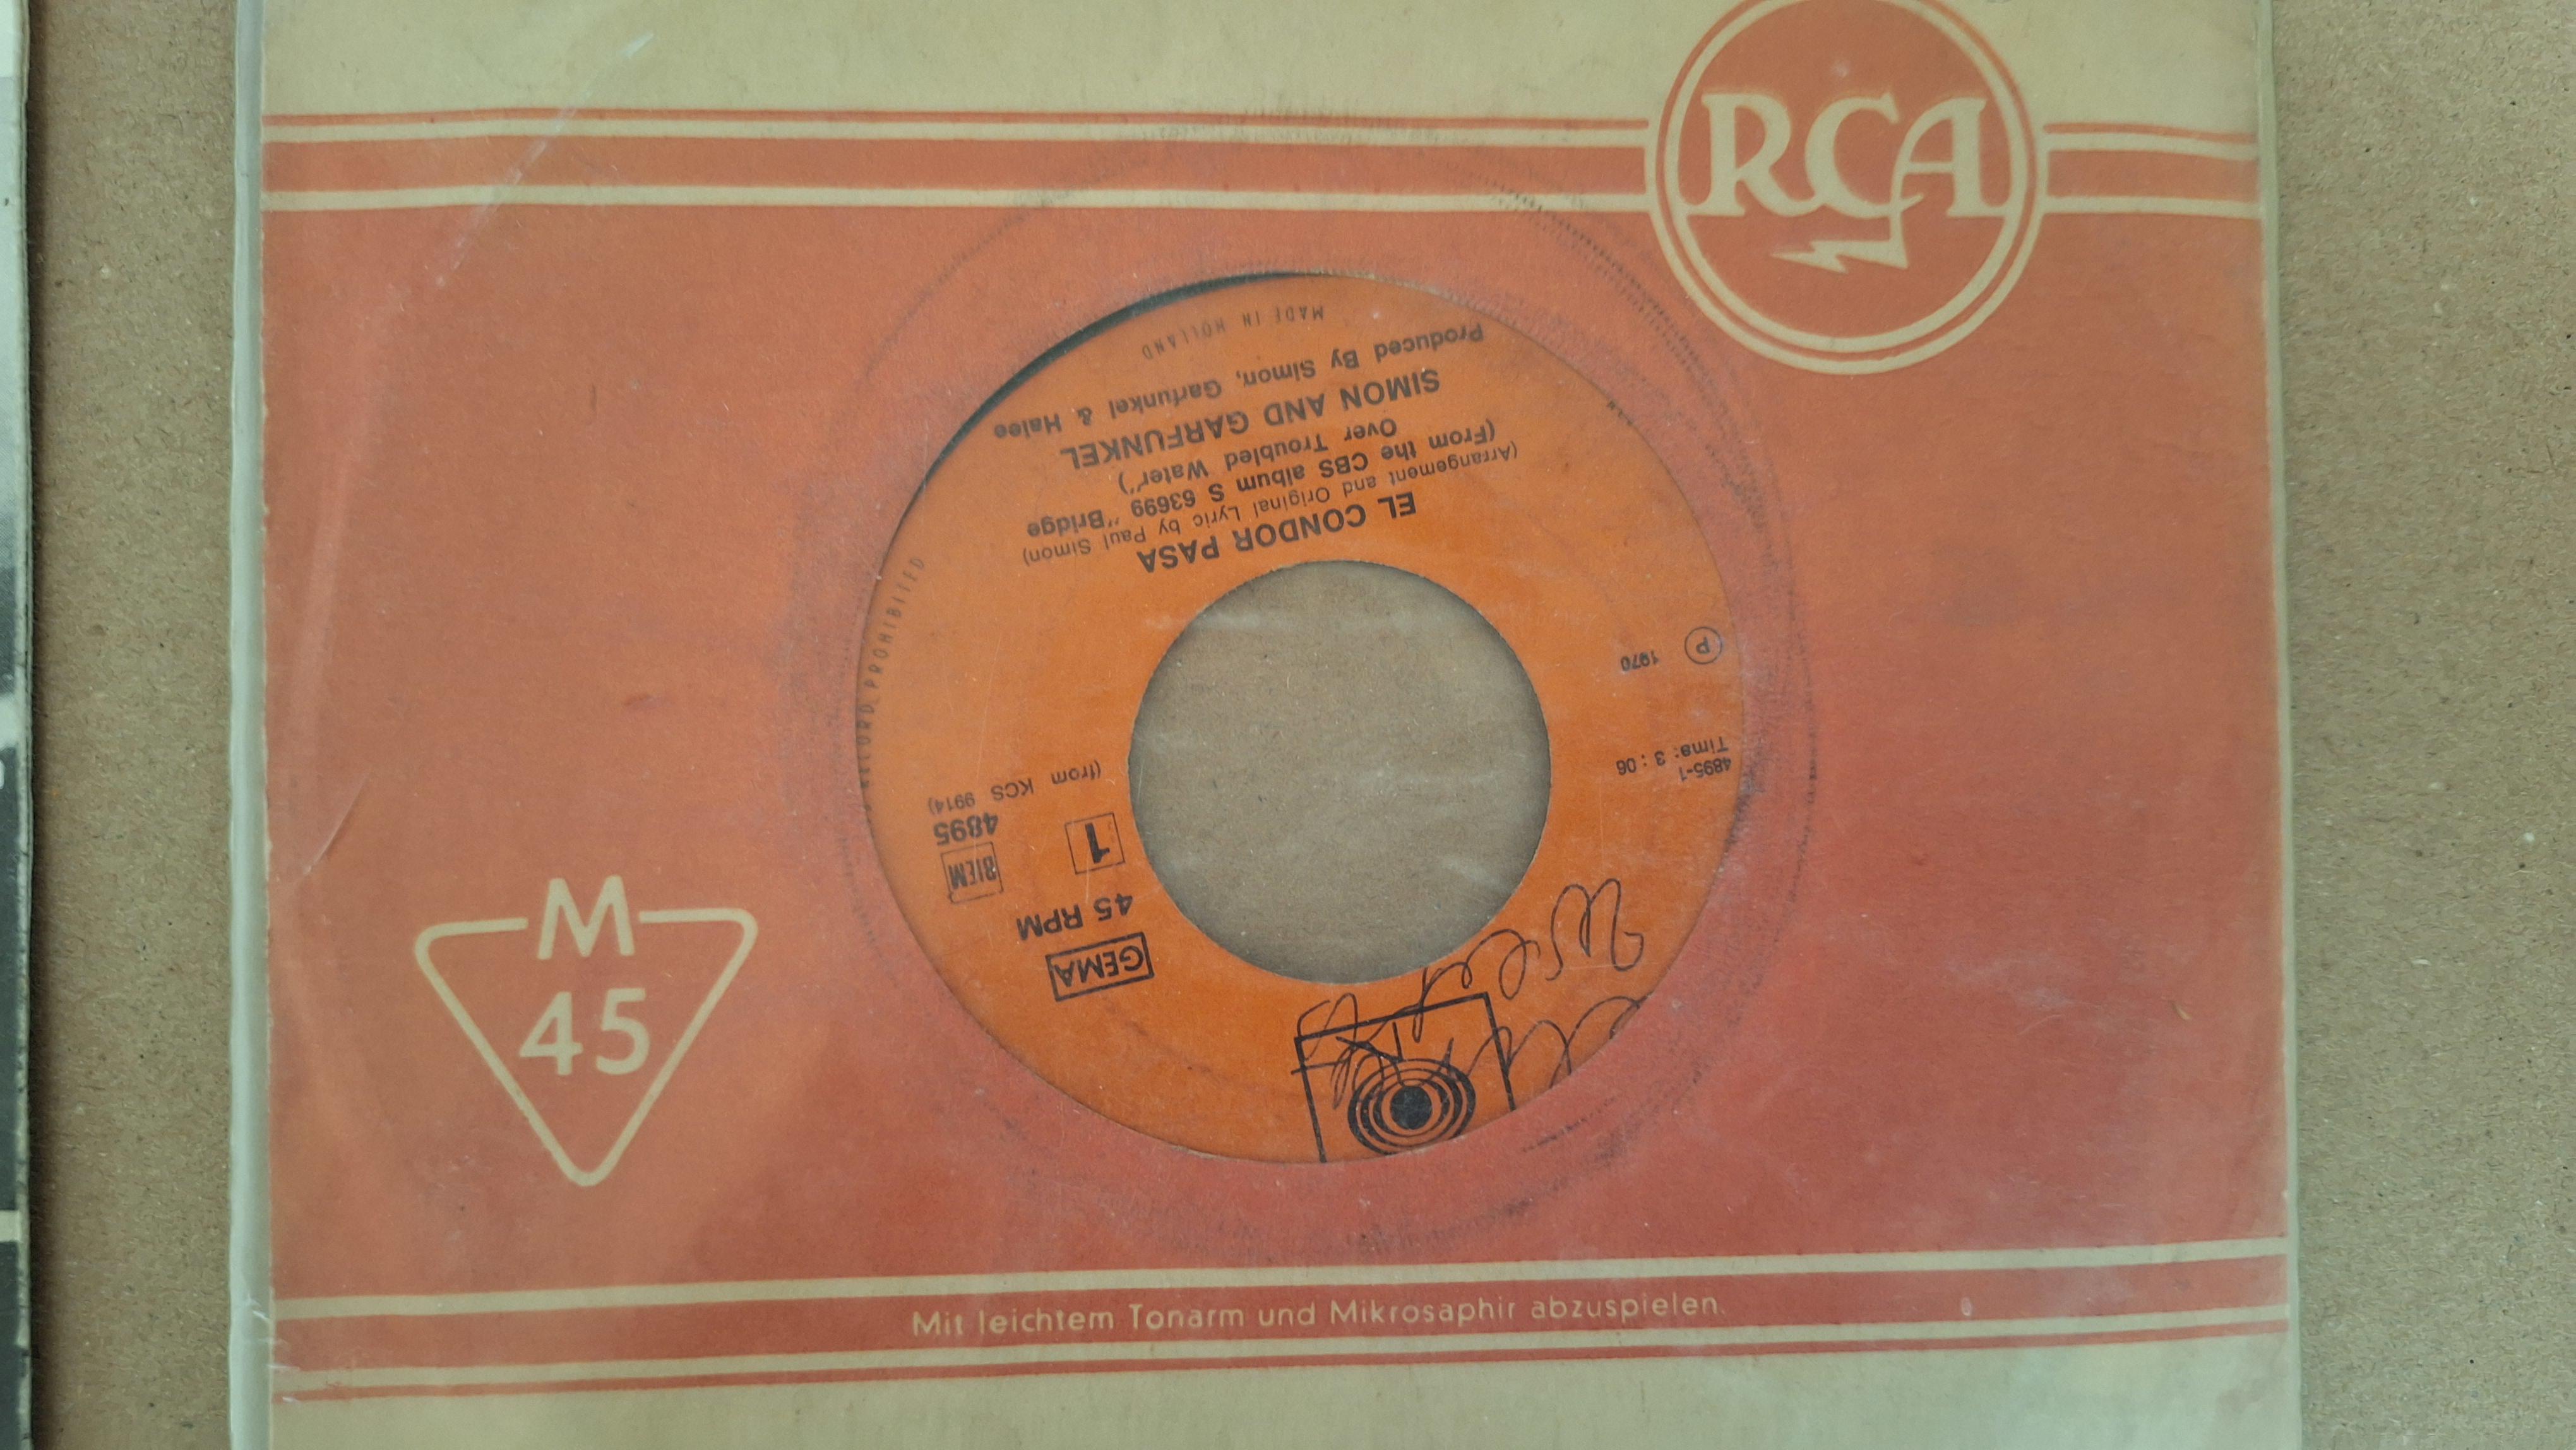 RCA
M
45
Mit leichtem Tonarm und Mikrosaphir abzuspielen.
GEMA
45 RPM
1
BIEM
4895
(from KCS 9914)
4895-1
Time: 3 : 06
P 1970
EL CONDOR PASA
(Arrangement and Original Lyric by Paul Simon)
(From the CBS album S 63699 "Bridge
Over Troubled Water")
SIMON AND GARFUNKEL
Produced By Simon, Garfunkel & Halee
MADE IN HOLLAND
RECORD PROHIBITED